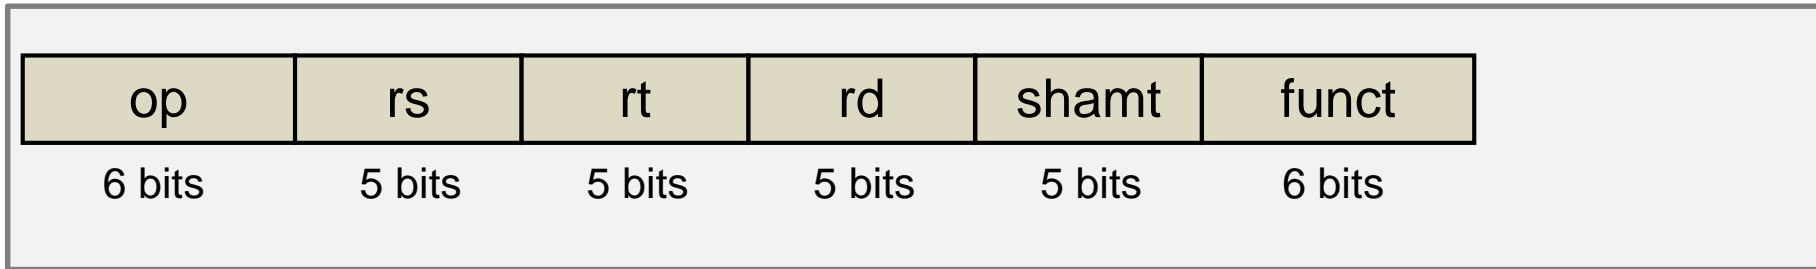 op rs rt rd shamt funct
6 bits 5 bits 5 bits 5 bits 5 bits 6 bits